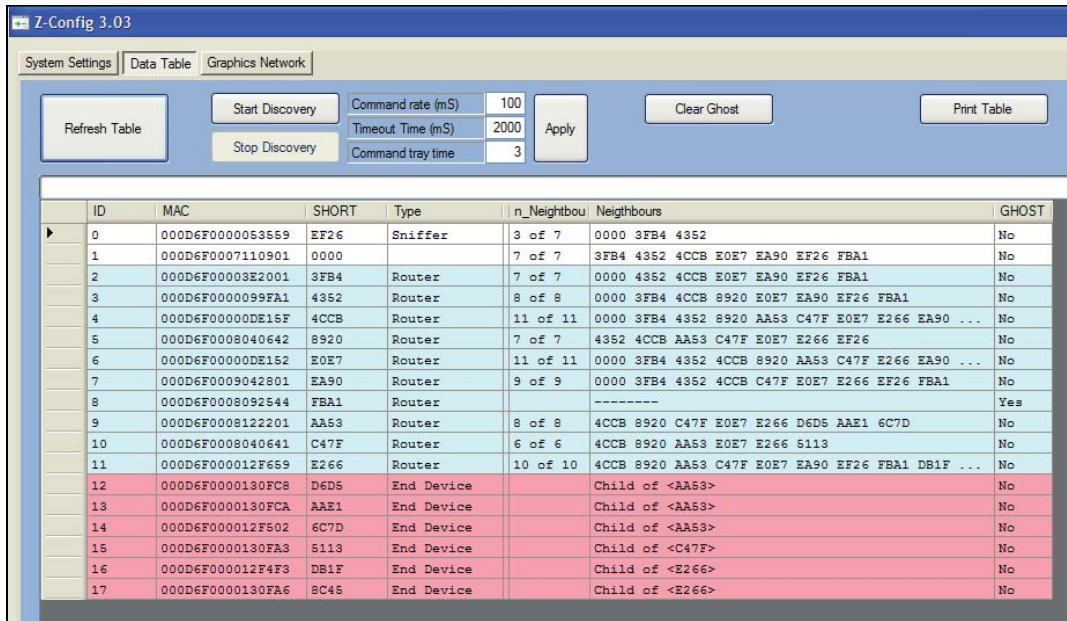 Z-Config 3.03
System Settings Data Table Graphics Network
Refresh Table
Start Discovery
Stop Discovery
Command rate (mS) 100
Timeout Time (mS) 2000
Command tray time 3
Apply
Clear Ghost
Print Table
ID MAC SHORT Type n_Neightbou Neigthbours GHOST
0 000D6F0000053559 EF26 Sniffer 3 of 7 0000 3FB4 4352 No
1 000D6F0007110901 0000 7 of 7 3FB4 4352 4CCB E0E7 EA90 EF26 FBA1 No
2 000D6F00003E2001 3FB4 Router 7 of 7 0000 4352 4CCB E0E7 EA90 EF26 FBA1 No
3 000D6F0000099FA1 4352 Router 8 of 8 0000 3FB4 4CCB 8920 E0E7 EA90 EF26 FBA1 No
4 000D6F00000DE15F 4CCB Router 11 of 11 0000 3FB4 4352 8920 AA53 C47F E0E7 E266 EA90 ... No
5 000D6F0008040642 8920 Router 7 of 7 4352 4CCB AA53 C47F E0E7 E266 EF26 No
6 000D6F00000DE152 E0E7 Router 11 of 11 0000 3FB4 4352 4CCB 8920 AA53 C47F E266 EA90 ... No
7 000D6F0009042801 EA90 Router 9 of 9 0000 3FB4 4352 4CCB C47F E0E7 E266 EF26 FBA1 No
8 000D6F0008092544 FBA1 Router -------- Yes
9 000D6F0008122201 AA53 Router 8 of 8 4CCB 8920 C47F E0E7 E266 D6D5 AAE1 6C7D No
10 000D6F0008040641 C47F Router 6 of 6 4CCB 8920 AA53 E0E7 E266 5113 No
11 000D6F000012F659 E266 Router 10 of 10 4CCB 8920 AA53 C47F E0E7 EA90 EF26 FBA1 DB1F ... No
12 000D6F0000130FC8 D6D5 End Device Child of <AA53> No
13 000D6F0000130FCA AAE1 End Device Child of <AA53> No
14 000D6F000012F502 6C7D End Device Child of <AA53> No
15 000D6F0000130FA3 5113 End Device Child of <C47F> No
16 000D6F000012F4F3 DB1F End Device Child of <E266> No
17 000D6F0000130FA6 8C45 End Device Child of <E266> No